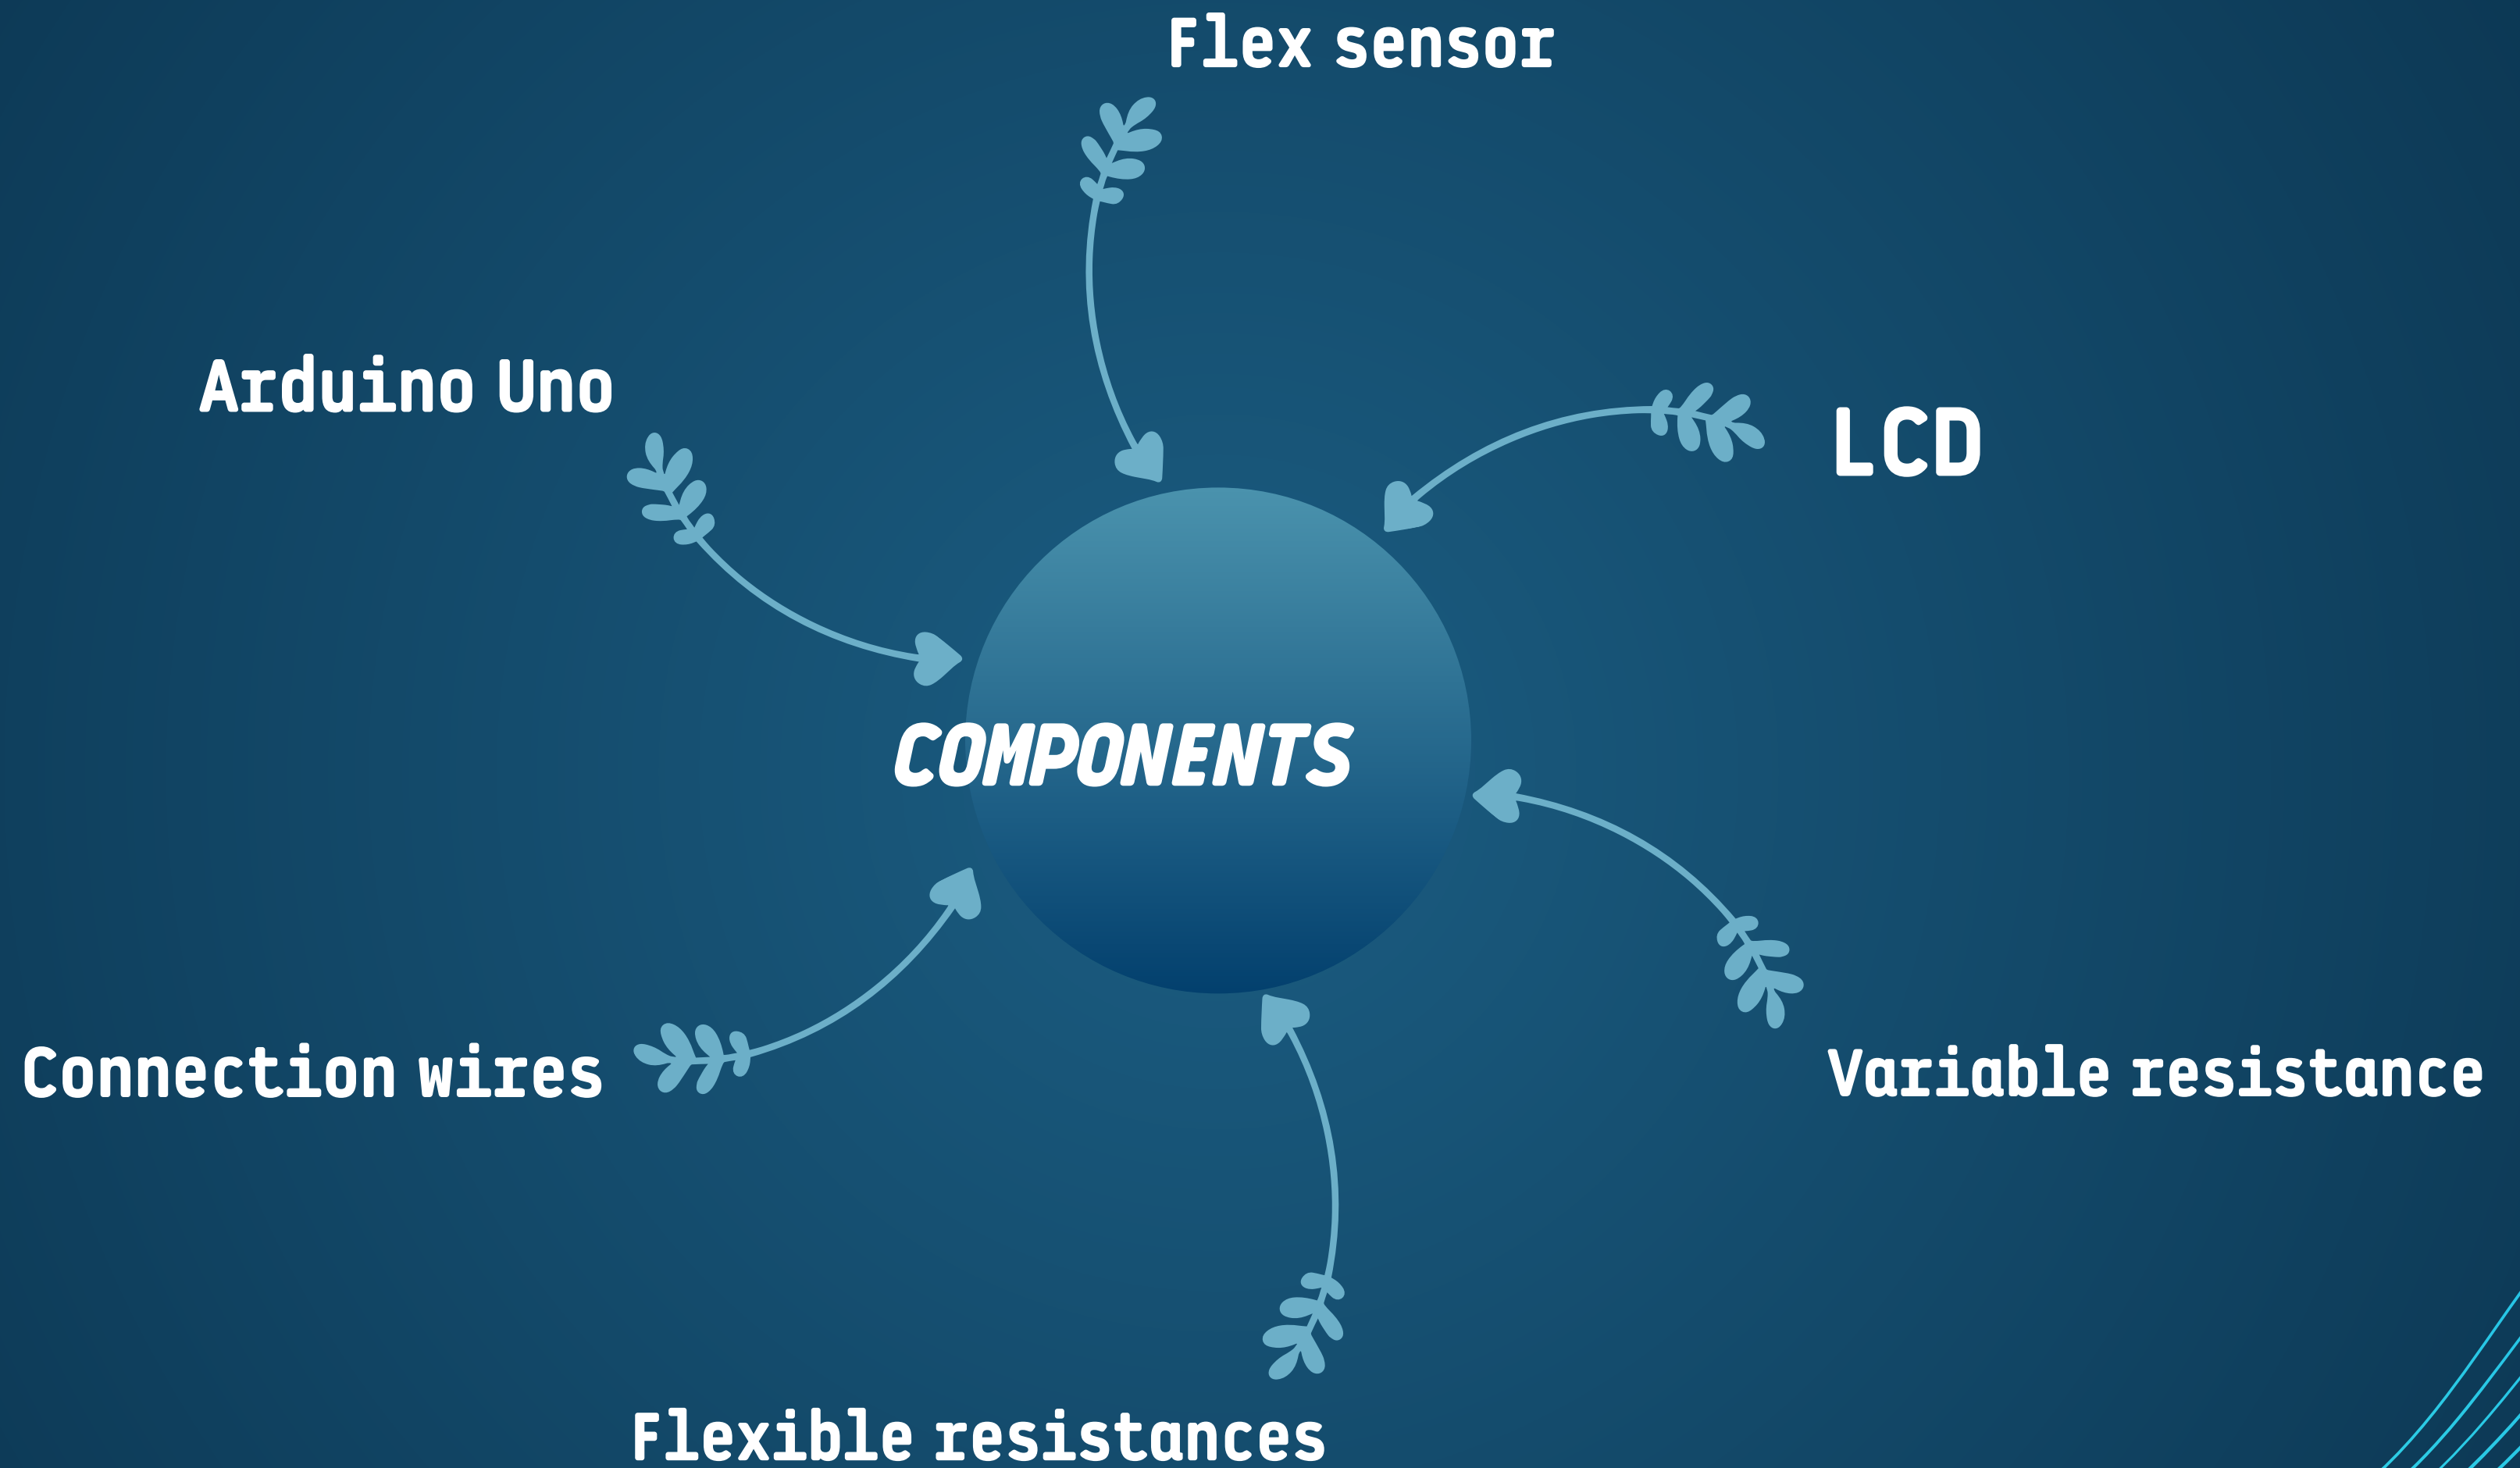 Flex sensor
Arduino Uno
LCD
COMPONENTS
Connection wires
Variable resistance
Flexible resistances